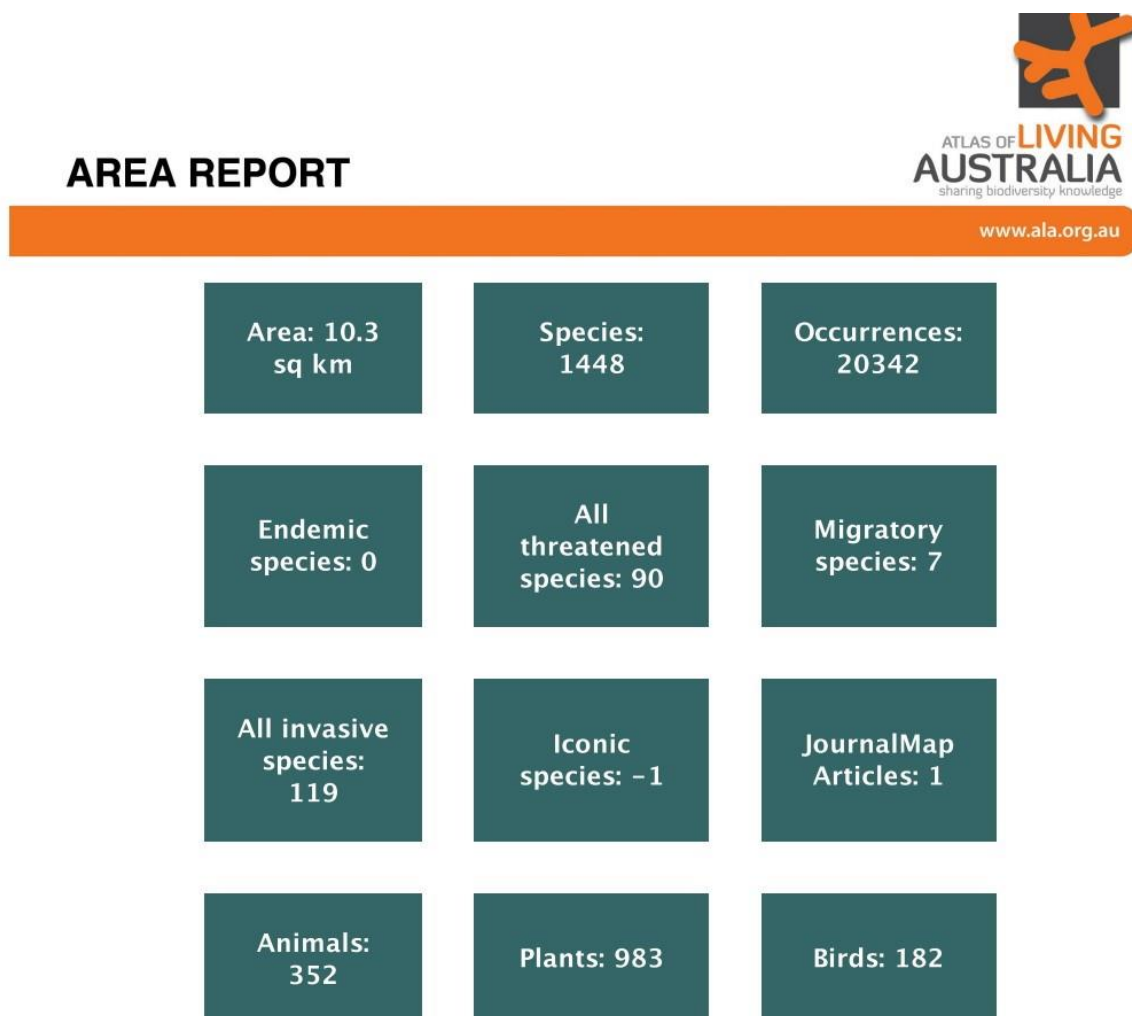 ATLAS OF LIVING
AUSTRALIA
sharing biodiversity knowledge
AREA REPORT
www.ala.org.au
Area: 10.3
sq km
Species:
1448
Occurrences:
20342
Endemic
species: 0
All
threatened
species: 90
Migratory
species: 7
All invasive
species:
119
Iconic
species: -1
JournalMap
Articles: 1
Animals:
352
Plants: 983
Birds: 182